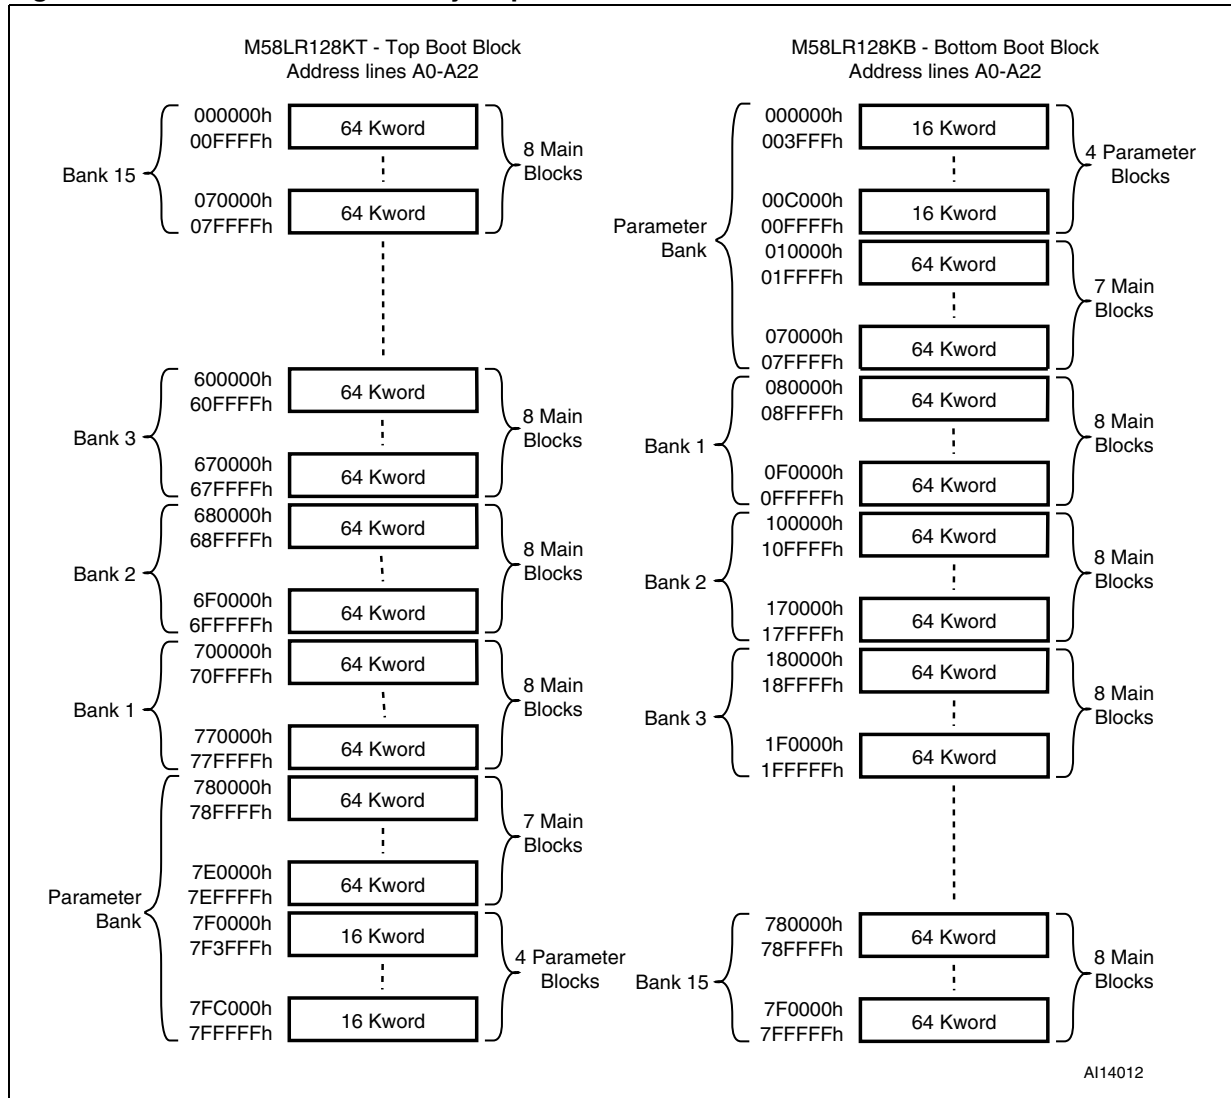 M58LR128KT - Top Boot Block
Address lines A0-A22
000000h
00FFFFh
64 Kword
8 Main
Blocks
Bank 15
070000h
07FFFFh
64 Kword
600000h
60FFFFh
64 Kword
8 Main
Blocks
Bank 3
670000h
67FFFFh
64 Kword
680000h
68FFFFh
64 Kword
8 Main
Blocks
Bank 2
6F0000h
6FFFFFh
64 Kword
700000h
70FFFFh
64 Kword
8 Main
Blocks
Bank 1
770000h
77FFFFh
64 Kword
780000h
78FFFFh
64 Kword
7 Main
Blocks
7E0000h
7EFFFFh
64 Kword
Parameter
Bank
7F0000h
7F3FFFh
16 Kword
4 Parameter
Blocks
7FC000h
7FFFFFh
16 Kword
M58LR128KB - Bottom Boot Block
Address lines A0-A22
000000h
003FFFh
16 Kword
4 Parameter
Blocks
00C000h
00FFFFh
16 Kword
Parameter
Bank
010000h
01FFFFh
64 Kword
7 Main
Blocks
070000h
07FFFFh
64 Kword
080000h
08FFFFh
64 Kword
8 Main
Blocks
Bank 1
0F0000h
0FFFFFh
64 Kword
100000h
10FFFFh
64 Kword
8 Main
Blocks
Bank 2
170000h
17FFFFh
64 Kword
180000h
18FFFFh
64 Kword
8 Main
Blocks
Bank 3
1F0000h
1FFFFFh
64 Kword
780000h
78FFFFh
64 Kword
8 Main
Blocks
Bank 15
7F0000h
7FFFFFh
64 Kword
AI14012